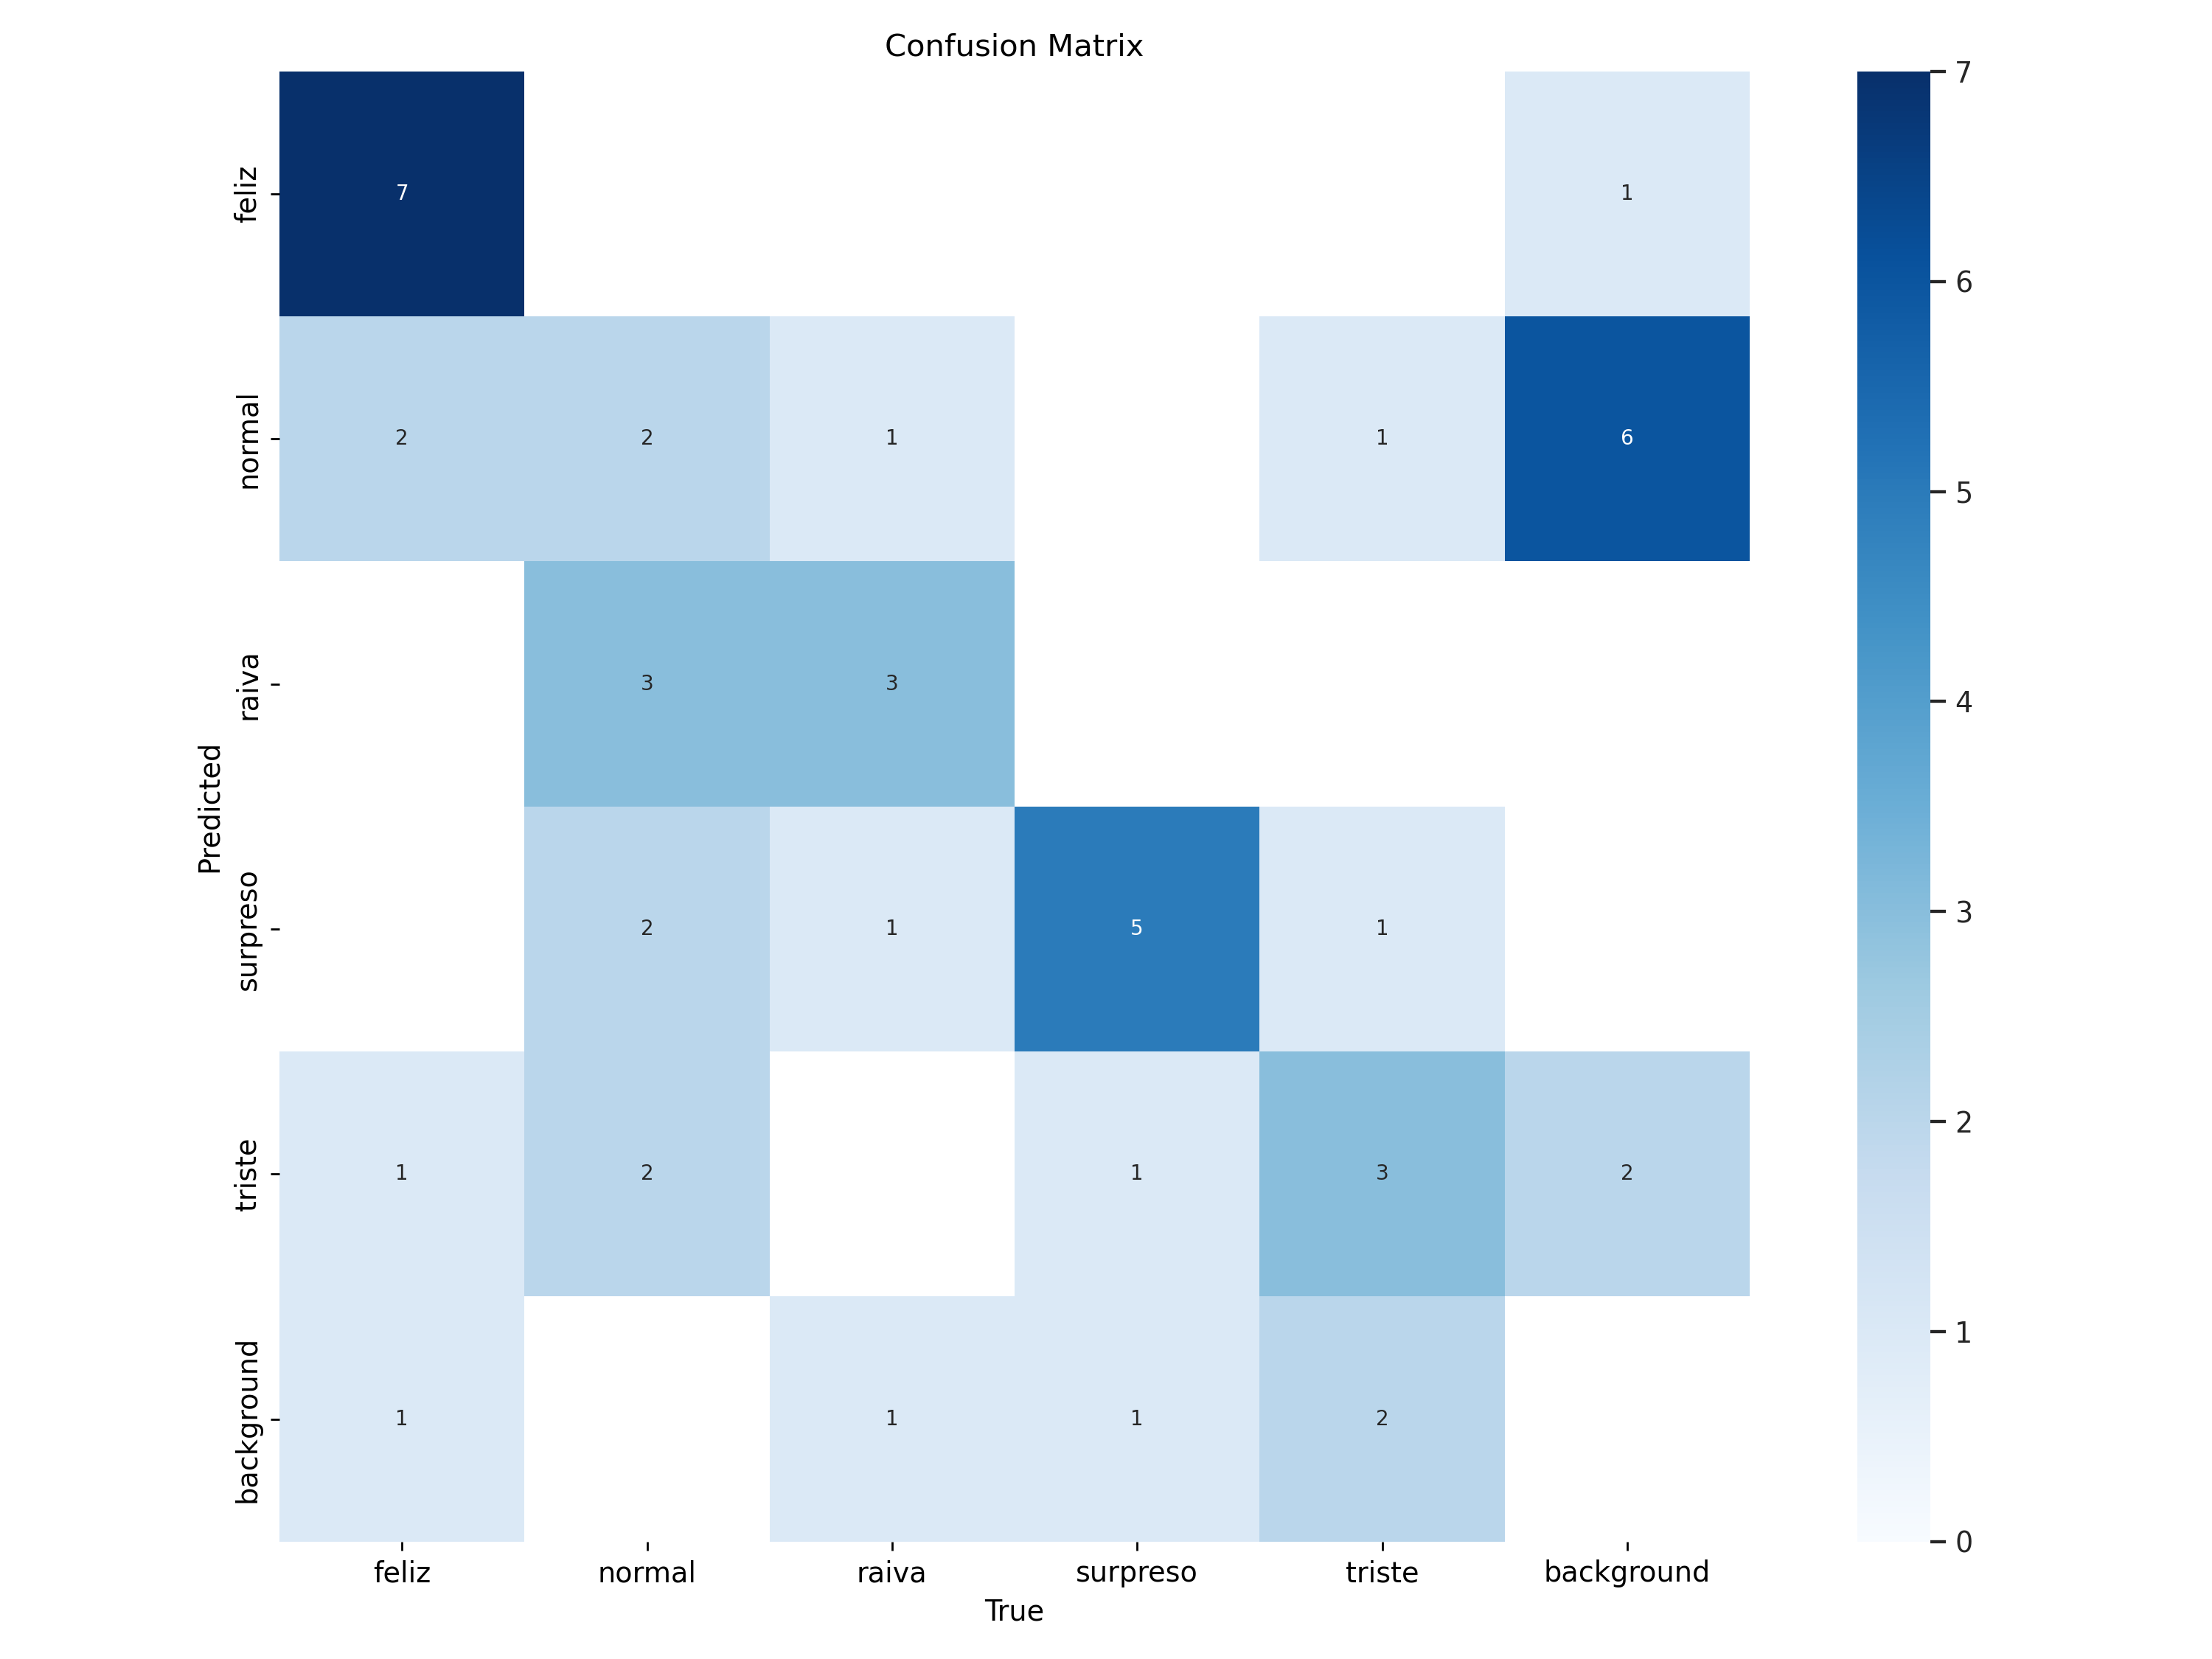 Confusion Matrix
feliz
7
1
normal
2
2
1
1
6
raiva
3
3
surpreso
2
1
5
1
triste
1
2
1
3
2
background
1
1
1
2
Predicted
feliz
normal
raiva
surpreso
triste
background
True
7
6
5
4
3
2
1
0